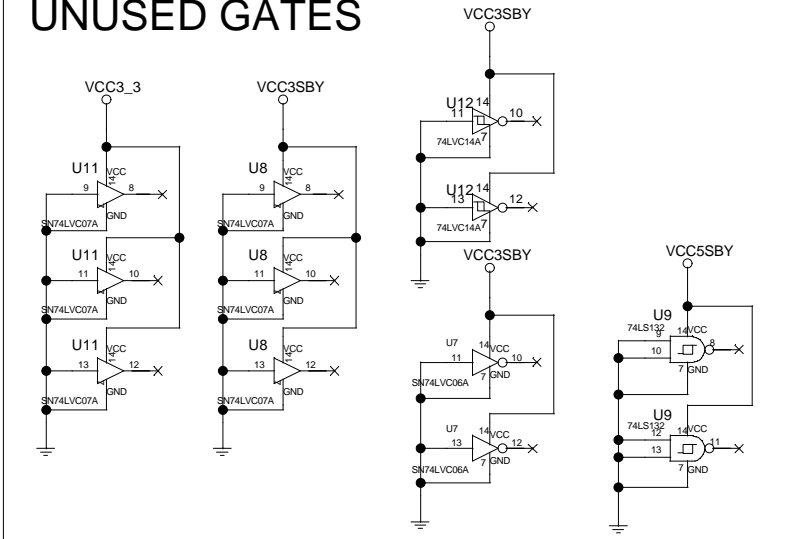 UNUSED GATES
VCC3_3
U11
VCC
14
9
8
GND
SN74LVC07A
U11
VCC
14
11
10
GND
SN74LVC07A
U11
VCC
14
13
12
GND
SN74LVC07A
VCC3SBY
U8
VCC
14
9
8
GND
SN74LVC07A
U8
VCC
14
11
10
GND
SN74LVC07A
U8
VCC
14
13
12
GND
SN74LVC07A
VCC3SBY
U12
14
11
10
74LVC14A
7
U12
14
13
12
74LVC14A
7
VCC3SBY
U7
14
VCC
11
10
7
GND
SN74LVC06A
U7
14
VCC
13
12
7
GND
SN74LVC06A
VCC5SBY
U9
74LS132
14
VCC
9
8
10
7
GND
U9
74LS132
14
VCC
12
11
13
7
GND